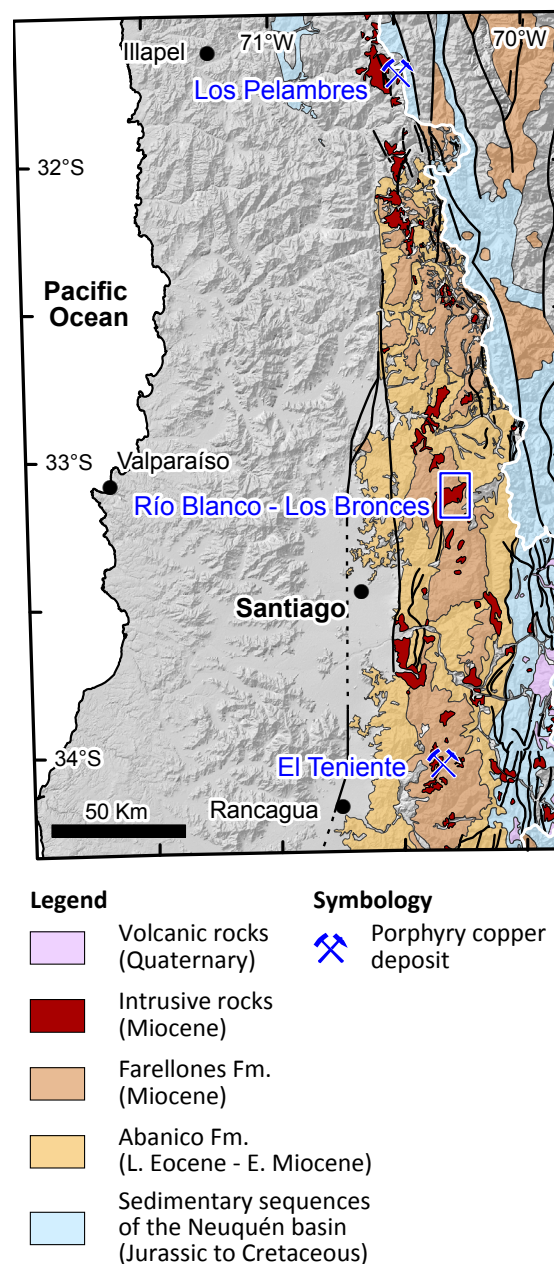 71°W
70°W
Illapel
Los Pelambres
32°S
Pacific
Ocean
33°S
Valparaíso
Río Blanco - Los Bronces
Santiago
34°S
El Teniente
50 Km
Rancagua
Legend
Symbology
Volcanic rocks
(Quaternary)
Porphyry copper
deposit
Intrusive rocks
(Miocene)
Farellones Fm.
(Miocene)
Abanico Fm.
(L. Eocene - E. Miocene)
Sedimentary sequences
of the Neuquén basin
(Jurassic to Cretaceous)